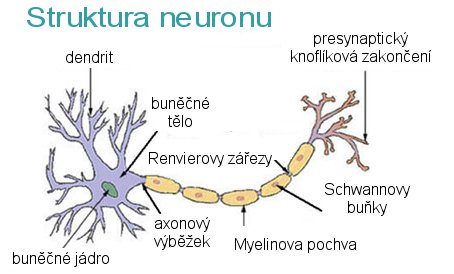 Struktura neuronu
presynaptický
knoflíková zakončení
dendrit
buněčné
tělo
Renvierovy zářezy
Schwannovy
buňky
axonový
výběžek
Myelinova pochva
buněčné jádro